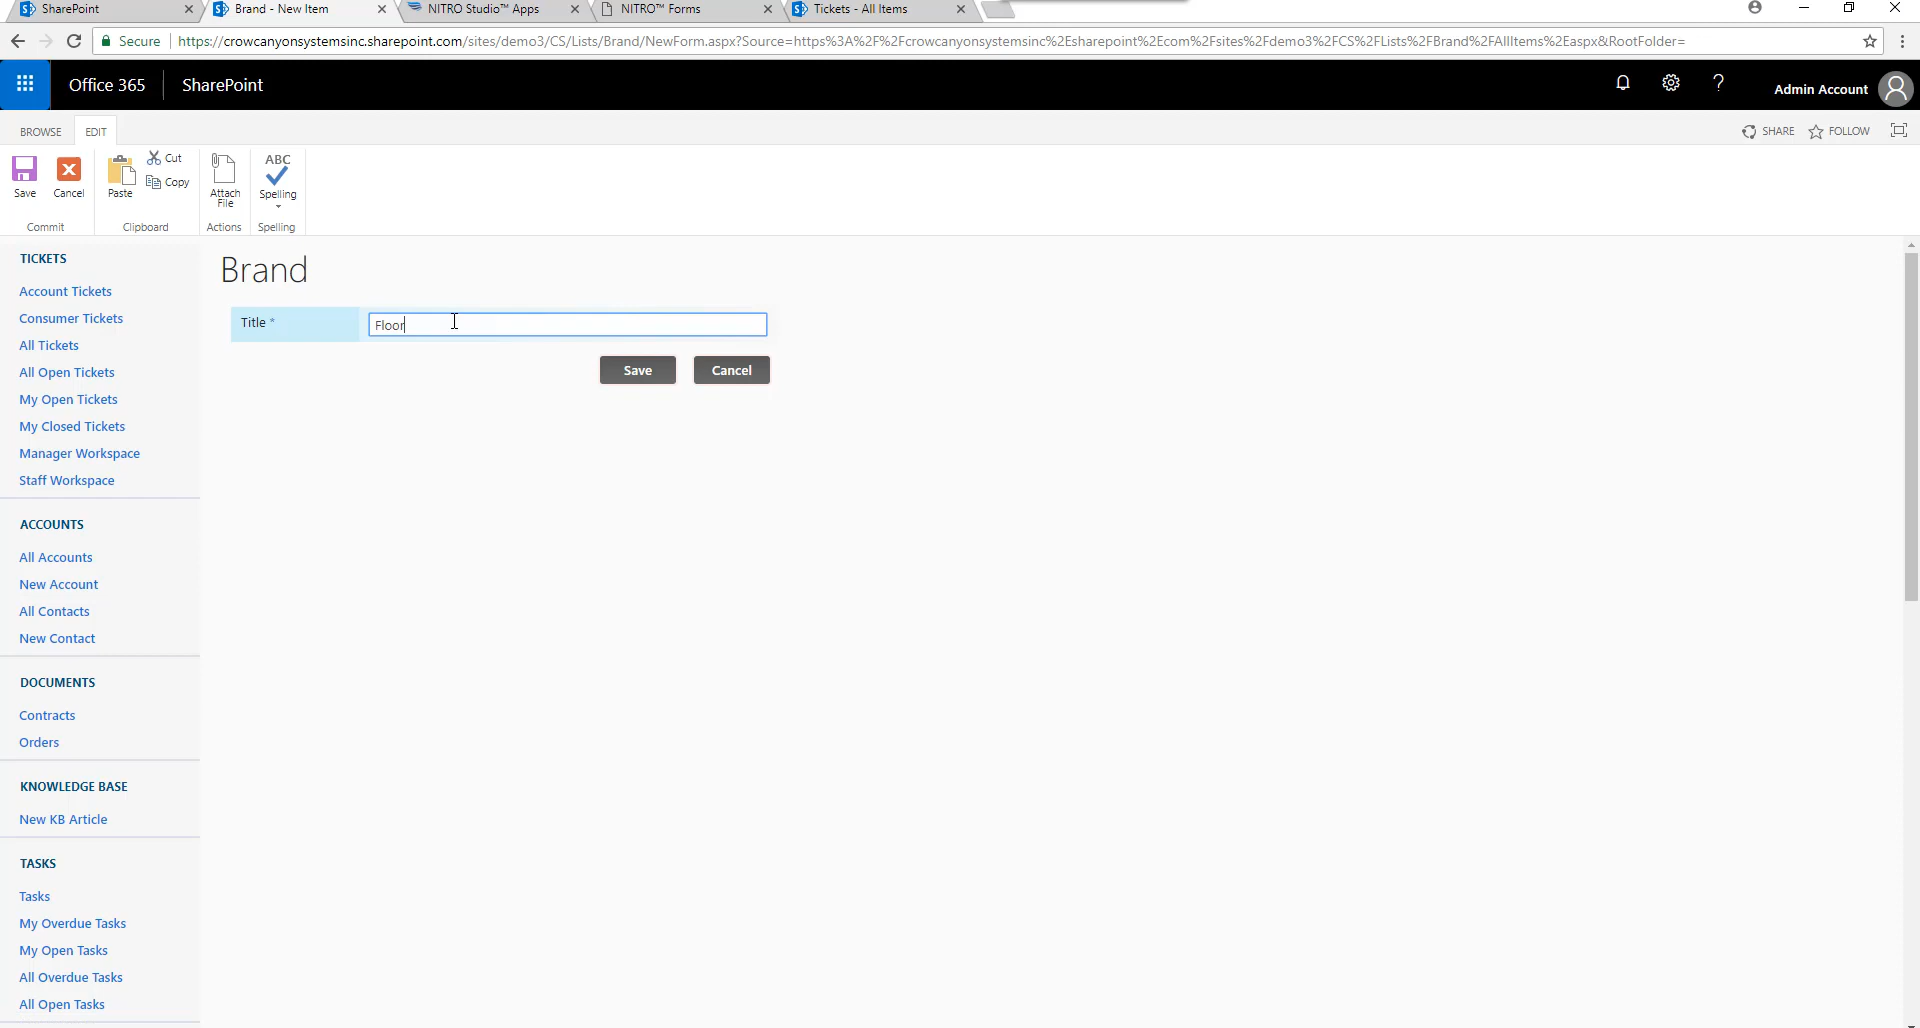 SharePoint
Brand - New Item
NITRO Studio™ Apps
NITRO™ Forms
Tickets - All Items
Secure https://crowcanyonsystemsinc.sharepoint.com/sites/demo3/CS/Lists/Brand/NewForm.aspx?Source=https%3A%2F%2Fcrowcanyonsystemsinc%2Esharepoint%2Ecom%2Fsites%2Fdemo3%2FCS%2FLists%2FBrand%2FAllItems%2Easpx&RootFolder=
Office 365 SharePoint
Admin Account
BROWSE EDIT
SHARE FOLLOW
Save
Cancel
Commit
Paste
Cut
Copy
Clipboard
Attach
File
Actions
ABC
Spelling
Spelling
TICKETS
Account Tickets
Consumer Tickets
All Tickets
All Open Tickets
My Open Tickets
My Closed Tickets
Manager Workspace
Staff Workspace
ACCOUNTS
All Accounts
New Account
All Contacts
New Contact
DOCUMENTS
Contracts
Orders
KNOWLEDGE BASE
New KB Article
TASKS
Tasks
My Overdue Tasks
My Open Tasks
All Overdue Tasks
All Open Tasks
Brand
Title * Floor
Save Cancel